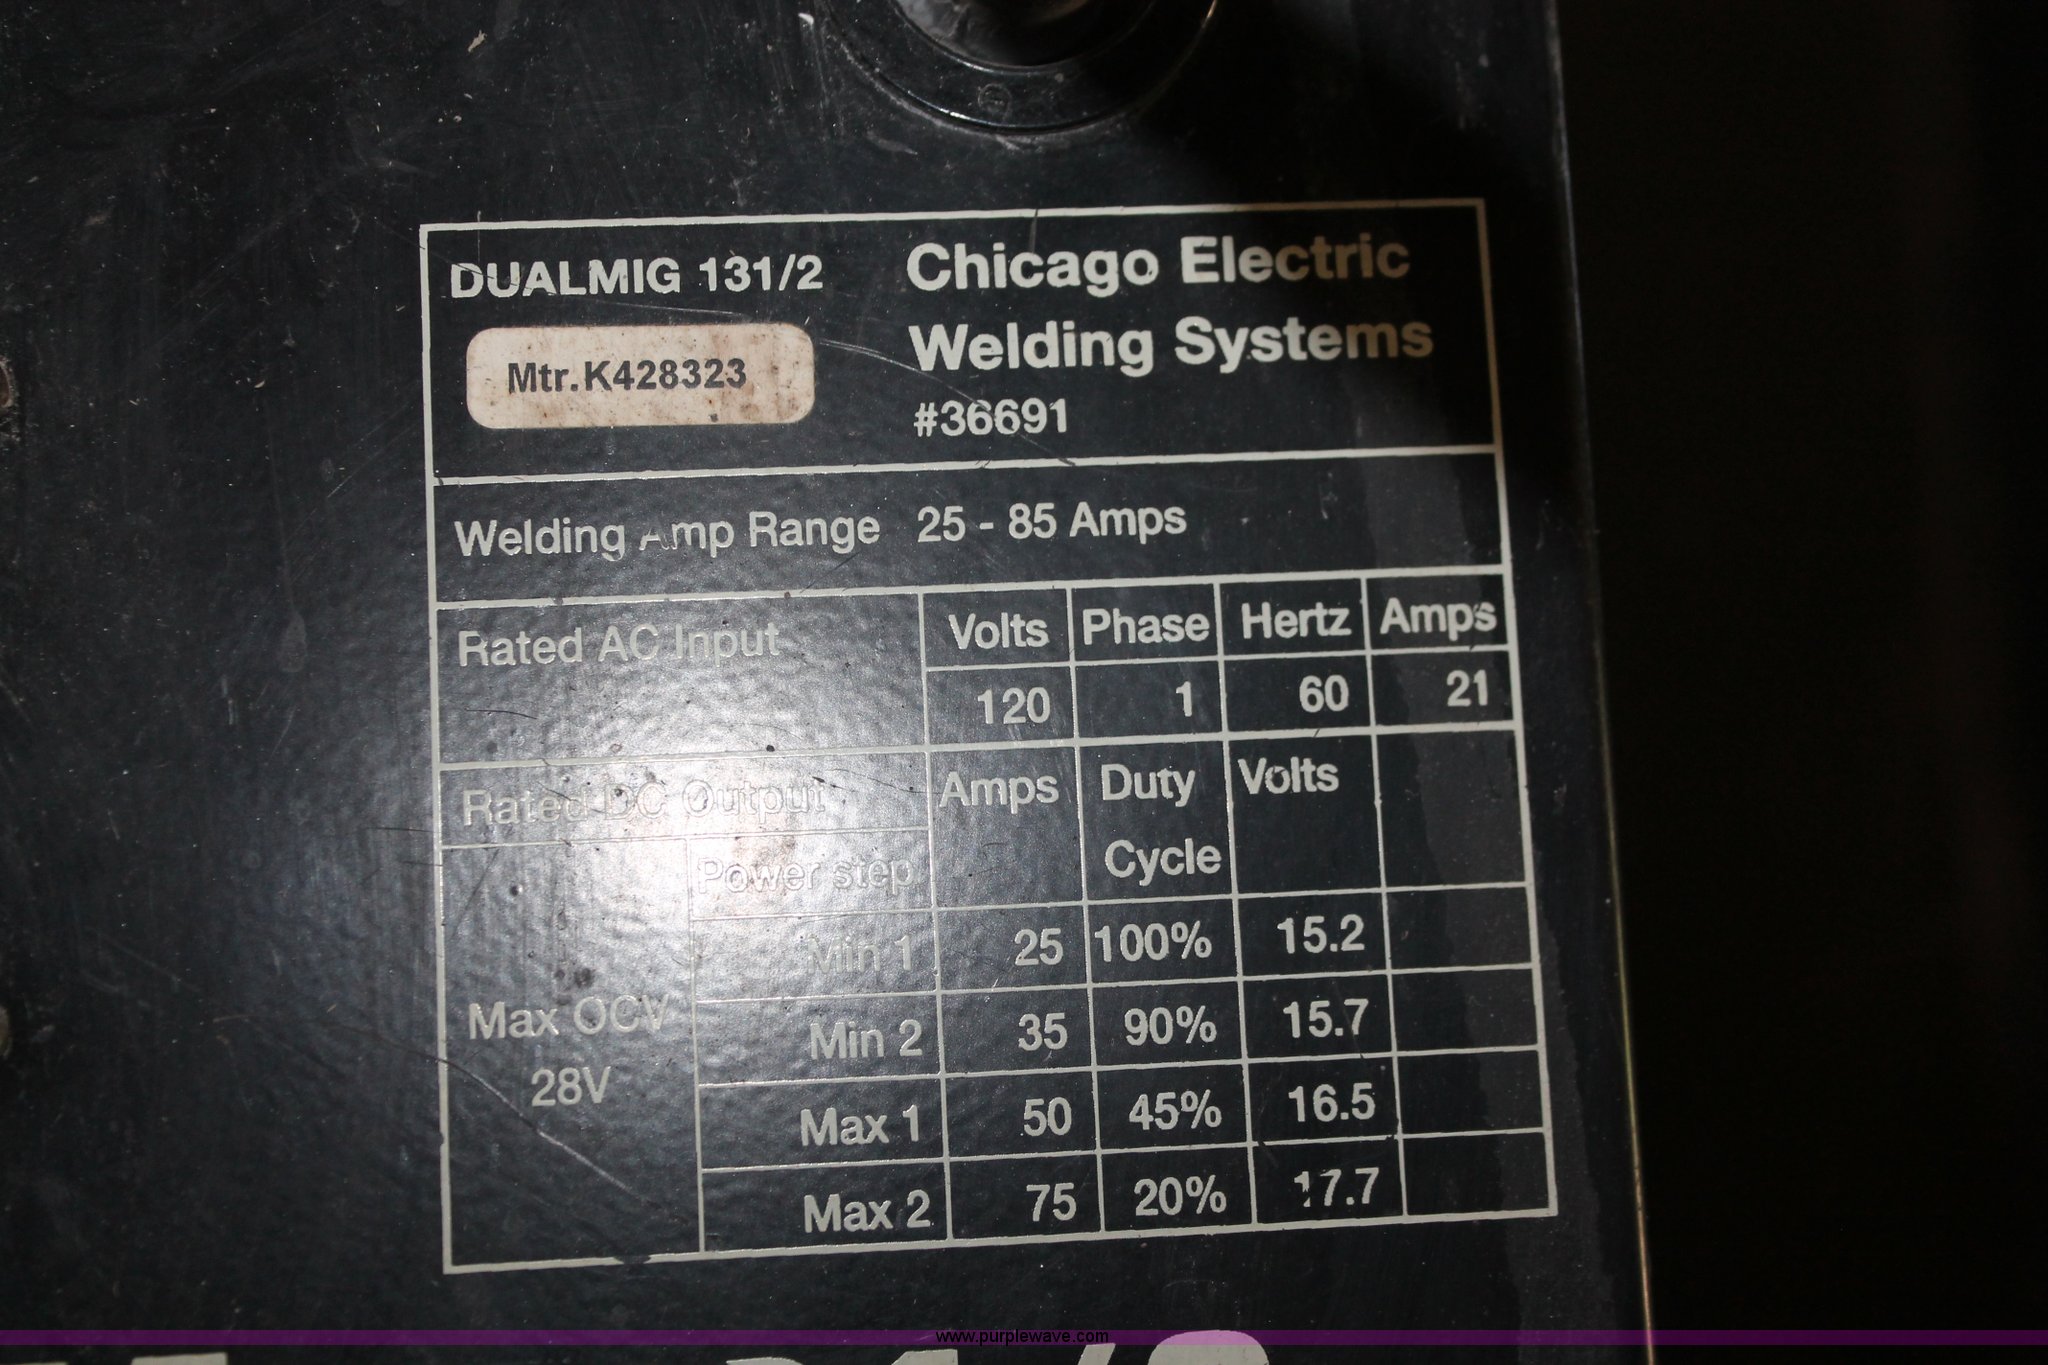 DUALMIG 131/2
Chicago Electric
Welding Systems
Mtr.K428323
#36691
Welding Amp Range 25 - 85 Amps
Rated AC Input Volts Phase Hertz Amps
120 1 60 21
Rated DC Output Amps Duty Volts
Power step Cycle
Min 1 25 100% 15.2
Max OCV Min 2 35 90% 15.7
28V Max 1 50 45% 16.5
Max 2 75 20% 17.7
www.purplewave.com